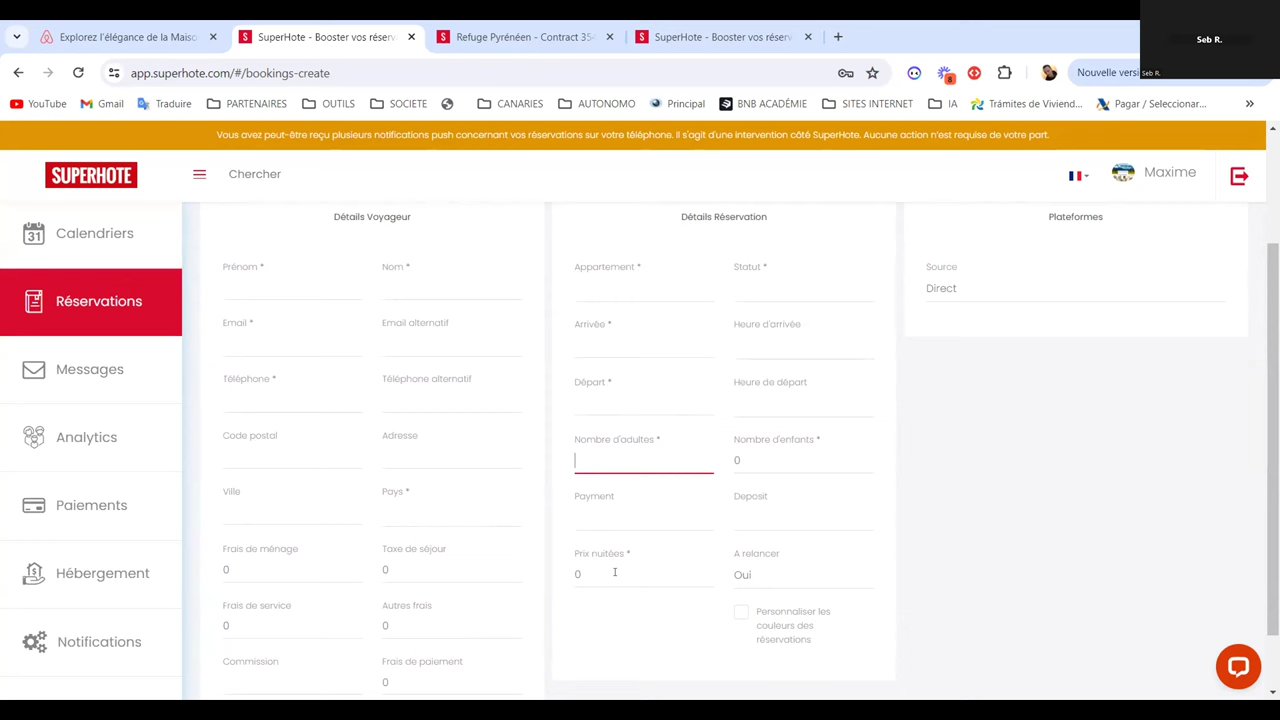 Explorez l'élégance de la Maiso
SuperHote - Booster vos réserv
Refuge Pyrénéen - Contract 354
SuperHote - Booster vos réserv
Seb R.
app.superhote.com/#/bookings-create
8
Nouvelle versi
Seb R.
YouTube
Gmail
Traduire
PARTENAIRES
OUTILS
SOCIETE
CANARIES
AUTONOMO
Principal
BNB ACADÉMIE
SITES INTERNET
IA
Trámites de Viviend...
Pagar / Seleccionar...
Vous avez peut-être reçu plusieurs notifications push concernant vos réservations sur votre téléphone. Il s'agit d'une intervention côté SuperHote. Aucune action n'est requise de votre part.
SUPERHOTE
Chercher
Maxime
31 Calendriers
Réservations
Messages
Analytics
Paiements
Hébergement
Notifications
Détails Voyageur
Prénom * Nom *
Email * Email alternatif
Téléphone * Téléphone alternatif
Code postal Adresse
Ville Pays *
Frais de ménage Taxe de séjour
0 0
Frais de service Autres frais
0 0
Commission Frais de paiement
0
Détails Réservation
Appartement * Statut *
Arrivée * Heure d'arrivée
Départ * Heure de départ
Nombre d'adultes * Nombre d'enfants *
0
Payment Deposit
Prix nuitées * A relancer
0 Oui
Personnaliser les
couleurs des
réservations
Plateformes
Source
Direct